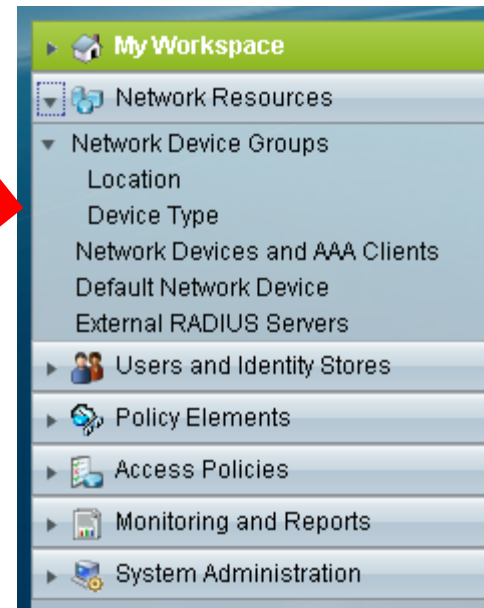 My Workspace
Network Resources
Network Device Groups
Location
Device Type
Network Devices and AAA Clients
Default Network Device
External RADIUS Servers
Users and Identity Stores
Policy Elements
Access Policies
Monitoring and Reports
System Administration